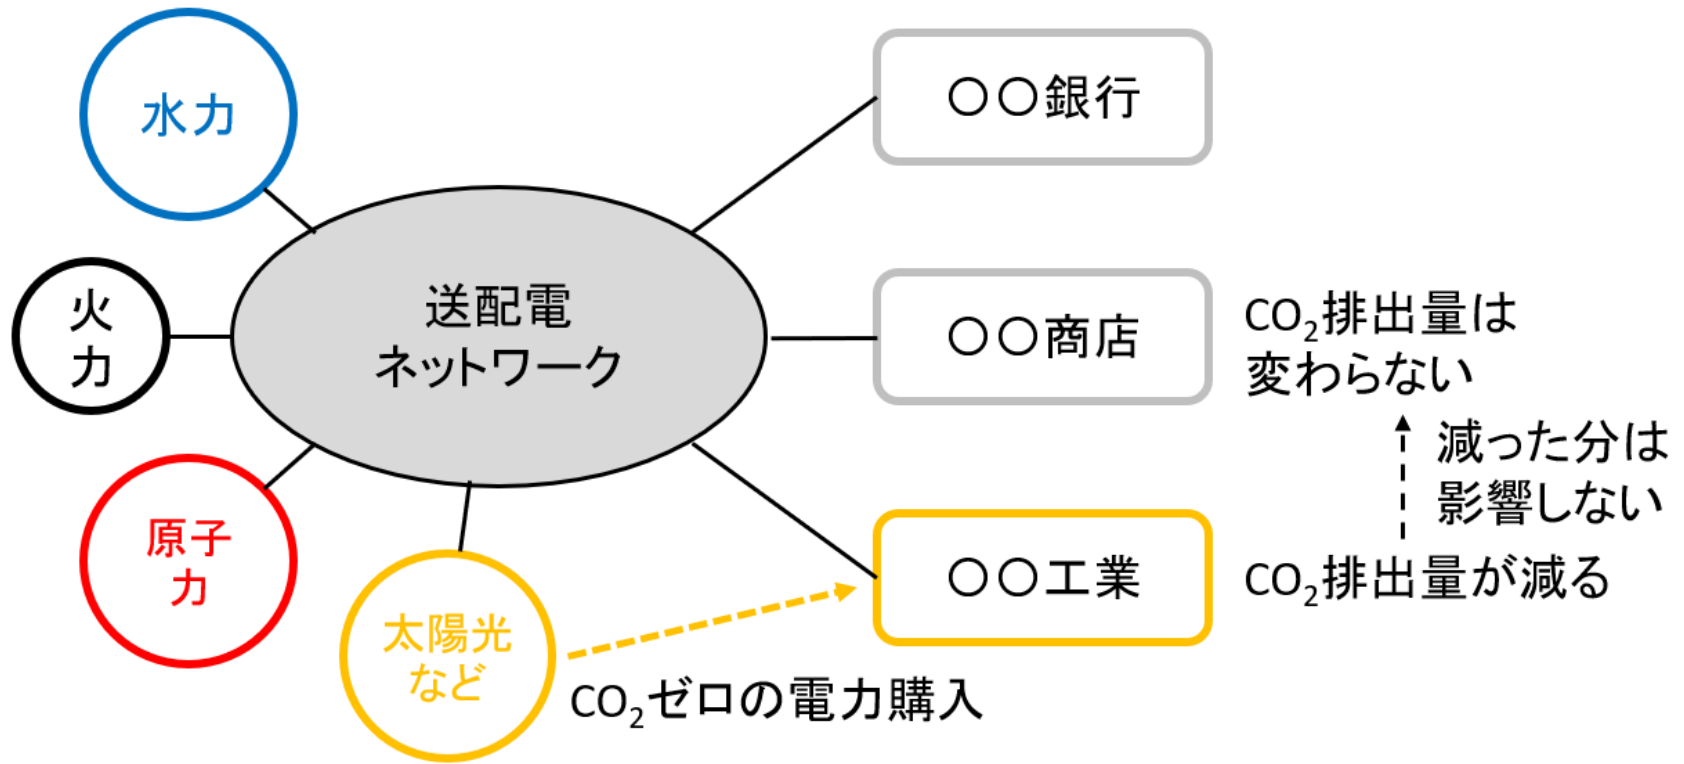 水力
〇〇銀行
火
力
送配電
ネットワーク
〇〇商店
CO₂排出量は
変わらない
減った分は
影響しない
原子
力
太陽光
など
〇〇工業
CO₂排出量が減る
CO₂ゼロの電力購入